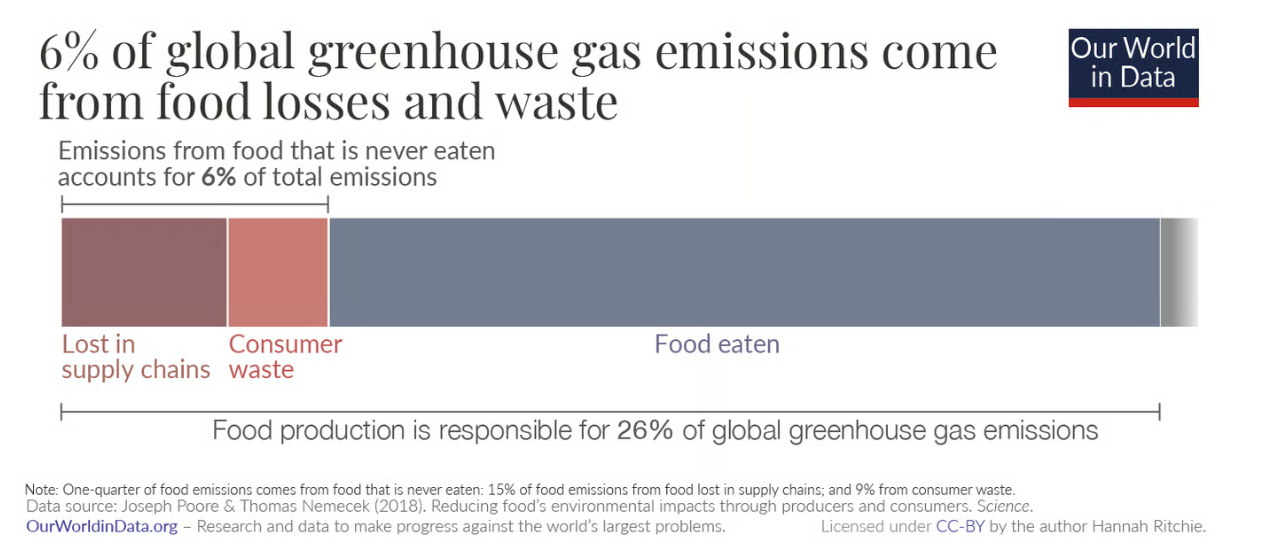 6% of global greenhouse gas emissions come
from food losses and waste
Our World
in Data
Emissions from food that is never eaten
accounts for 6% of total emissions
Lost in
supply chains
Consumer
waste
Food eaten
Food production is responsible for 26% of global greenhouse gas emissions
Note: One-quarter of food emissions comes from food that is never eaten: 15% of food emissions from food lost in supply chains; and 9% from consumer waste.
Data source: Joseph Poore & Thomas Nemecek (2018). Reducing food's environmental impacts through producers and consumers. Science.
OurWorldinData.org – Research and data to make progress against the world's largest problems.
Licensed under CC-BY by the author Hannah Ritchie.